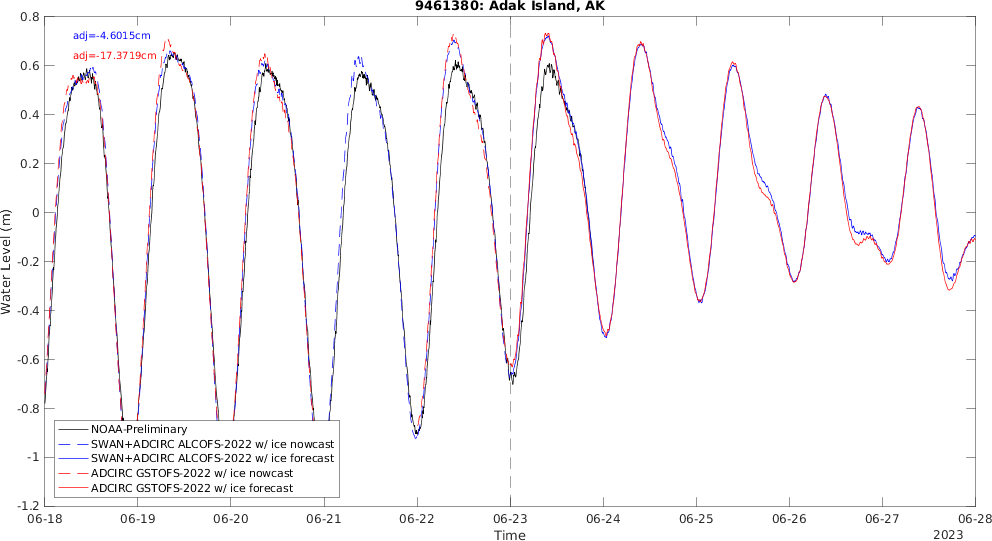 9461380: Adak Island, AK
adj=-4.6015cm
adj=-17.3719cm
Water Level (m)
0.8
0.6
0.4
0.2
0
-0.2
-0.4
-0.6
-0.8
-1
-1.2
NOAA-Preliminary
SWAN+ADCIRC ALCOFS-2022 w/ ice nowcast
SWAN+ADCIRC ALCOFS-2022 w/ ice forecast
ADCIRC GSTOFS-2022 w/ ice nowcast
ADCIRC GSTOFS-2022 w/ ice forecast
06-18 06-19 06-20 06-21 06-22 06-23 06-24 06-25 06-26 06-27 06-28
Time
2023